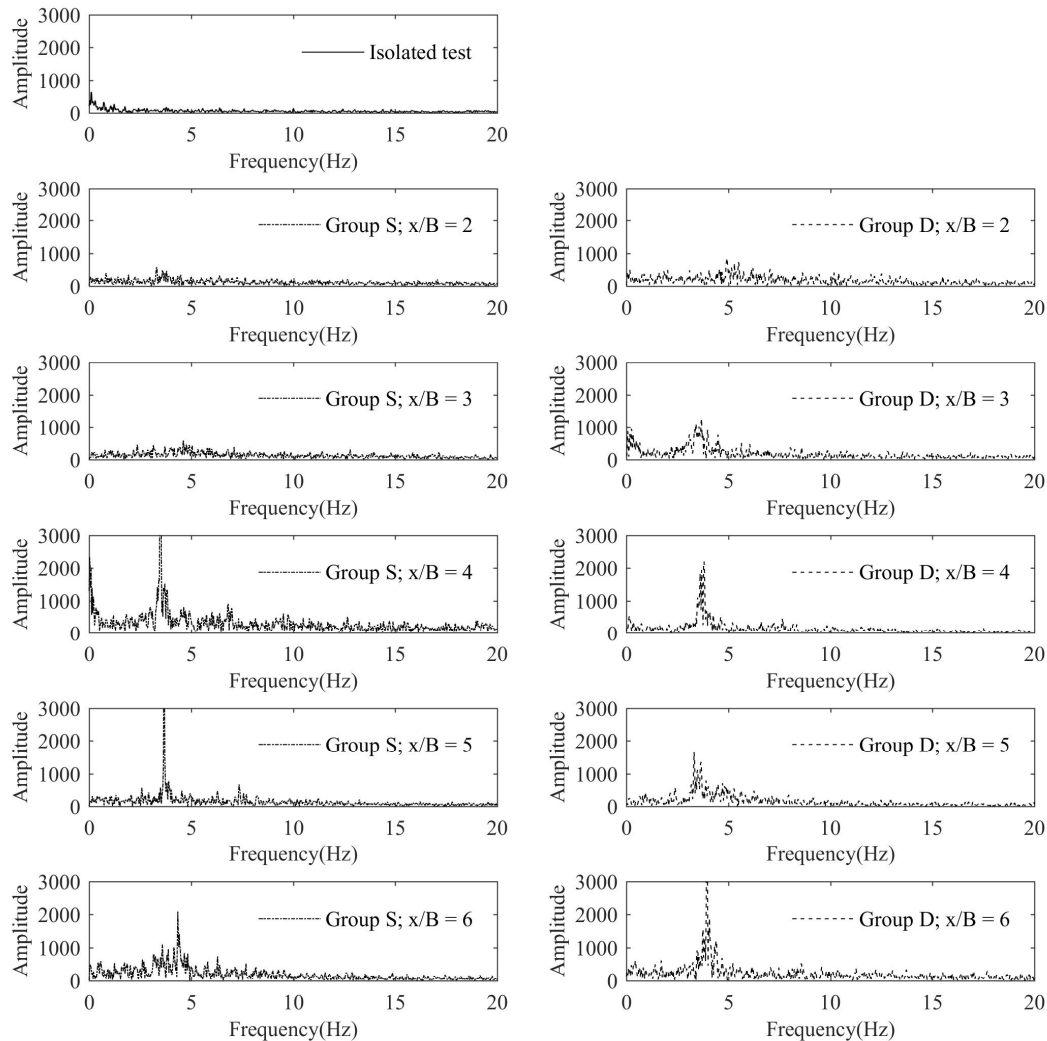 3000
2000
1000
0
Amplitude
Isolated test
0 5 10 15 20
Frequency(Hz)
3000
2000
1000
0
Amplitude
Group S; x/B = 2
0 5 10 15 20
Frequency(Hz)
3000
2000
1000
0
Amplitude
Group D; x/B = 2
0 5 10 15 20
Frequency(Hz)
3000
2000
1000
0
Amplitude
Group S; x/B = 3
0 5 10 15 20
Frequency(Hz)
3000
2000
1000
0
Amplitude
Group D; x/B = 3
0 5 10 15 20
Frequency(Hz)
3000
2000
1000
0
Amplitude
Group S; x/B = 4
0 5 10 15 20
Frequency(Hz)
3000
2000
1000
0
Amplitude
Group D; x/B = 4
0 5 10 15 20
Frequency(Hz)
3000
2000
1000
0
Amplitude
Group S; x/B = 5
0 5 10 15 20
Frequency(Hz)
3000
2000
1000
0
Amplitude
Group D; x/B = 5
0 5 10 15 20
Frequency(Hz)
3000
2000
1000
0
Amplitude
Group S; x/B = 6
0 5 10 15 20
Frequency(Hz)
3000
2000
1000
0
Amplitude
Group D; x/B = 6
0 5 10 15 20
Frequency(Hz)